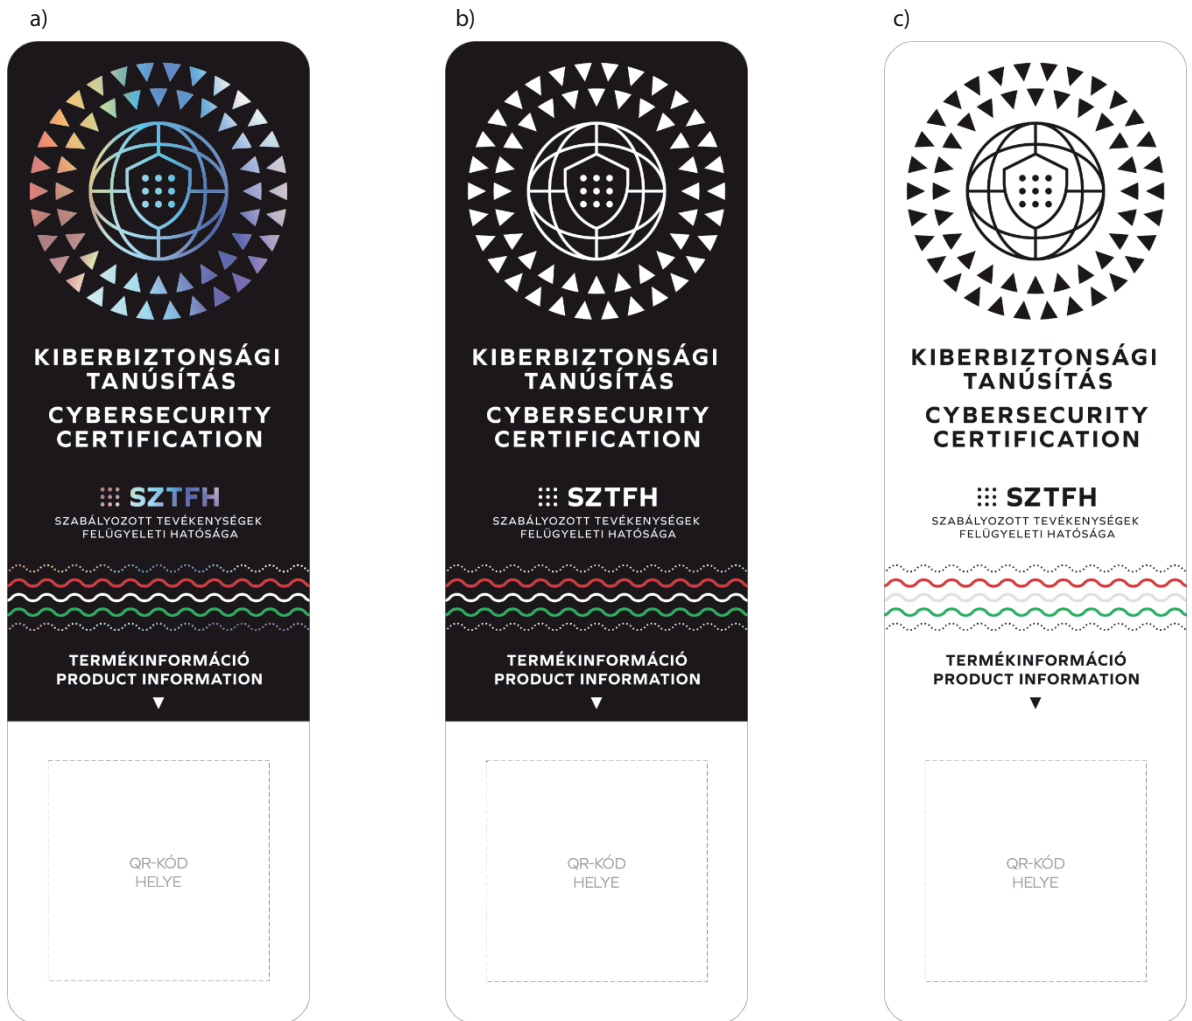 a)
KIBERBIZTONSÁGI
TANÚSÍTÁS
CYBERSECURITY
CERTIFICATION
SZTFH
SZABÁLYOZOTT TEVÉKENYSÉGEK
FELÜGYELETI HATÓSÁGA
TERMÉKINFORMÁCIÓ
PRODUCT INFORMATION
QR-KÓD
HELYE
b)
KIBERBIZTONSÁGI
TANÚSÍTÁS
CYBERSECURITY
CERTIFICATION
SZTFH
SZABÁLYOZOTT TEVÉKENYSÉGEK
FELÜGYELETI HATÓSÁGA
TERMÉKINFORMÁCIÓ
PRODUCT INFORMATION
QR-KÓD
HELYE
c)
KIBERBIZTONSÁGI
TANÚSÍTÁS
CYBERSECURITY
CERTIFICATION
SZTFH
SZABÁLYOZOTT TEVÉKENYSÉGEK
FELÜGYELETI HATÓSÁGA
TERMÉKINFORMÁCIÓ
PRODUCT INFORMATION
QR-KÓD
HELYE